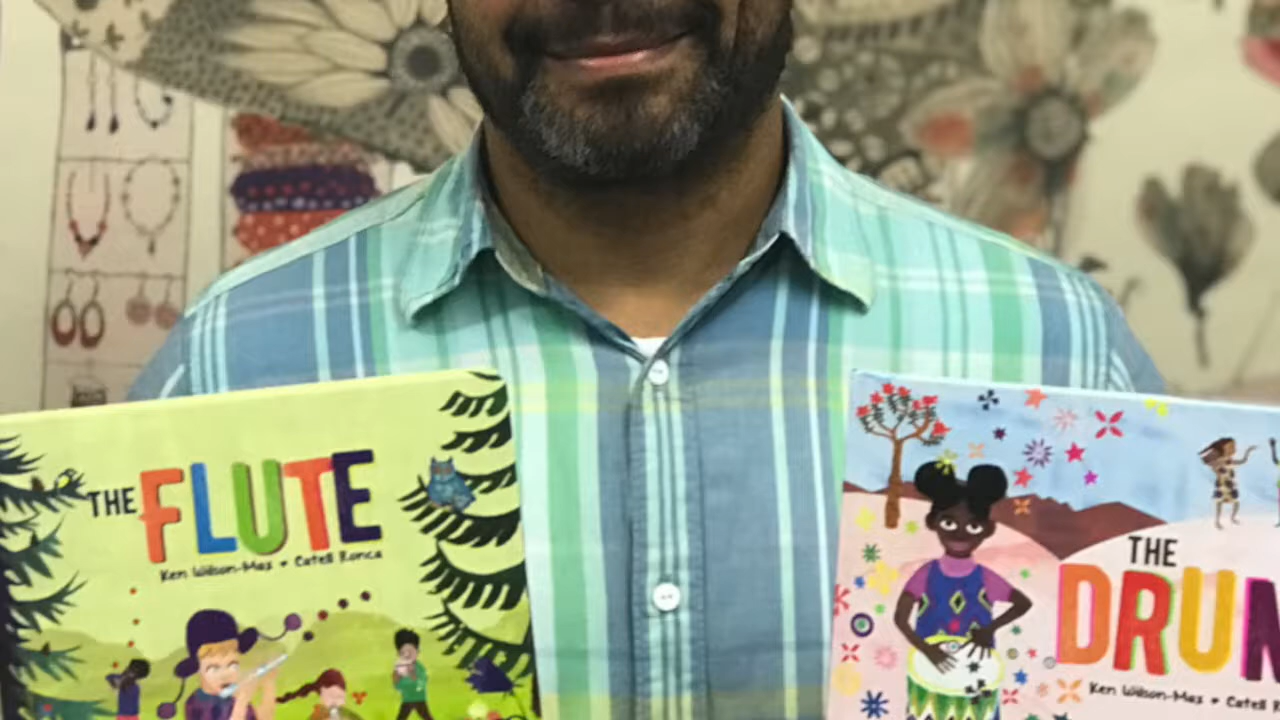 THE FLUTE
Ken Wilson-Max + Catell Ronca
THE
DRUM
Ken Wilson-Max + Catell R